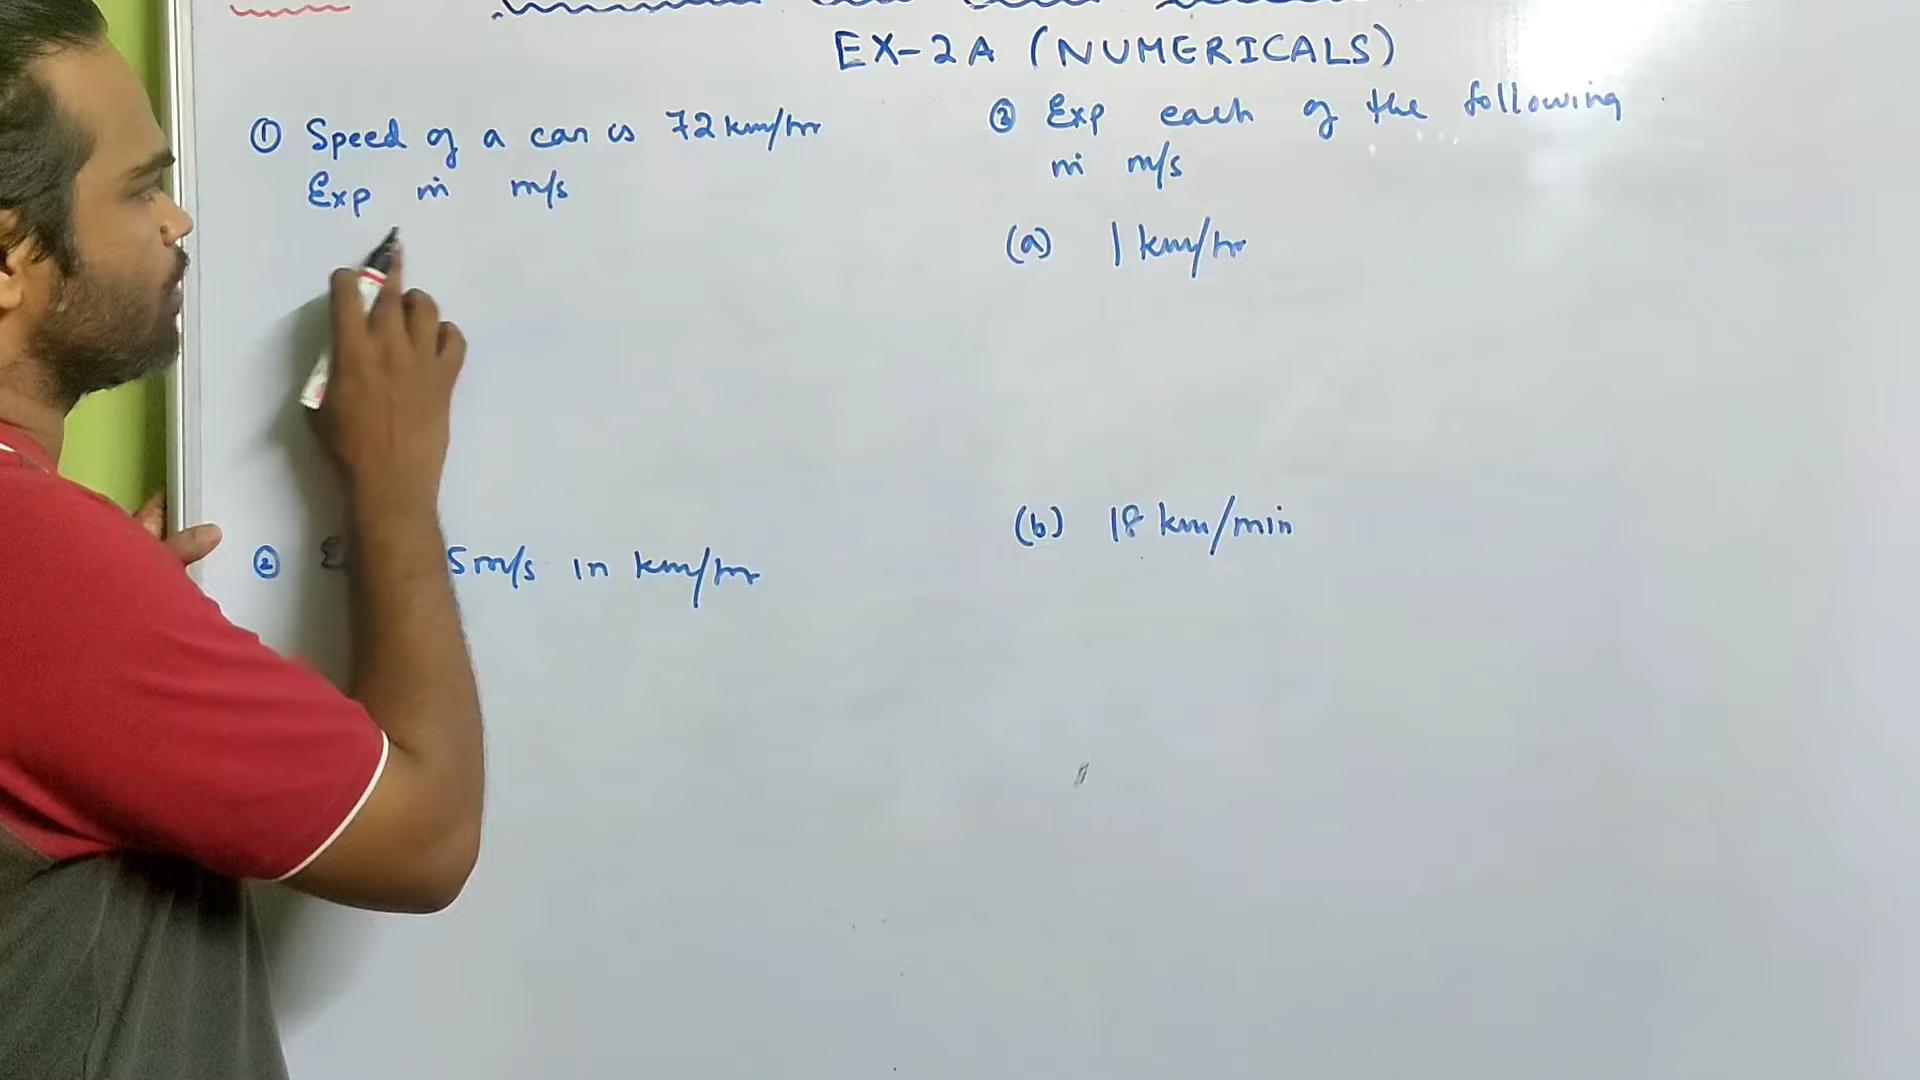 EX-2A (NUMERICALS)
① Speed of a car is 72 km/hr
Exp in m/s
② 5 m/s in km/hr
③ Exp each of the following
in m/s
(a) 1 km/hr
(b) 18 km/min